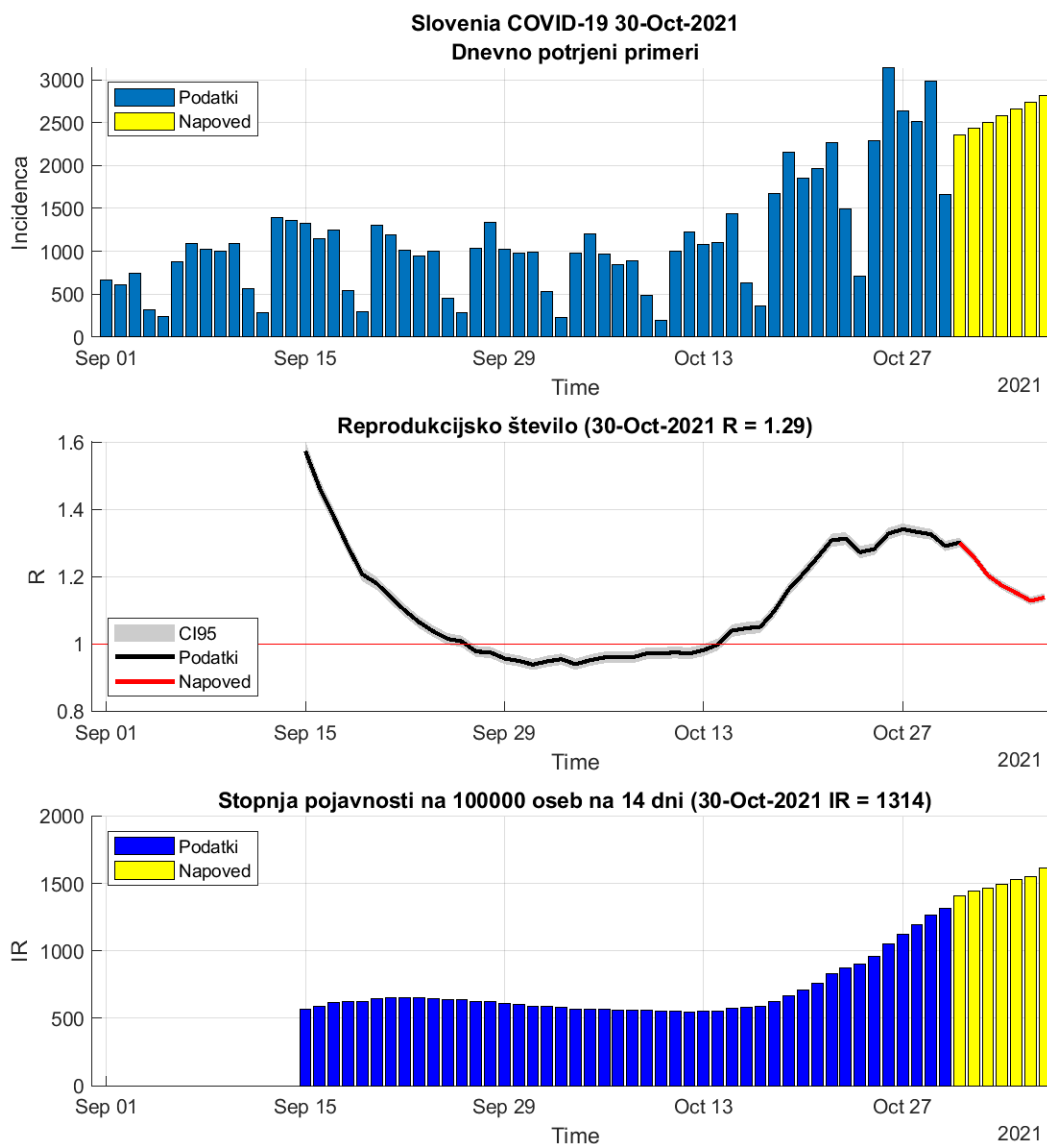 Slovenia COVID-19 30-Oct-2021
Dnevno potrjeni primeri
3000
2500
2000
1500
1000
500
0
Incidenca
Podatki
Napoved
Sep 01
Sep 15
Sep 29
Oct 13
Oct 27
Time
2021
Reprodukcijsko število (30-Oct-2021 R = 1.29)
1.6
1.4
1.2
1
0.8
R
CI95
Podatki
Napoved
Sep 01
Sep 15
Sep 29
Oct 13
Oct 27
Time
2021
Stopnja pojavnosti na 100000 oseb na 14 dni (30-Oct-2021 IR = 1314)
2000
1500
1000
500
0
IR
Podatki
Napoved
Sep 01
Sep 15
Sep 29
Oct 13
Oct 27
Time
2021